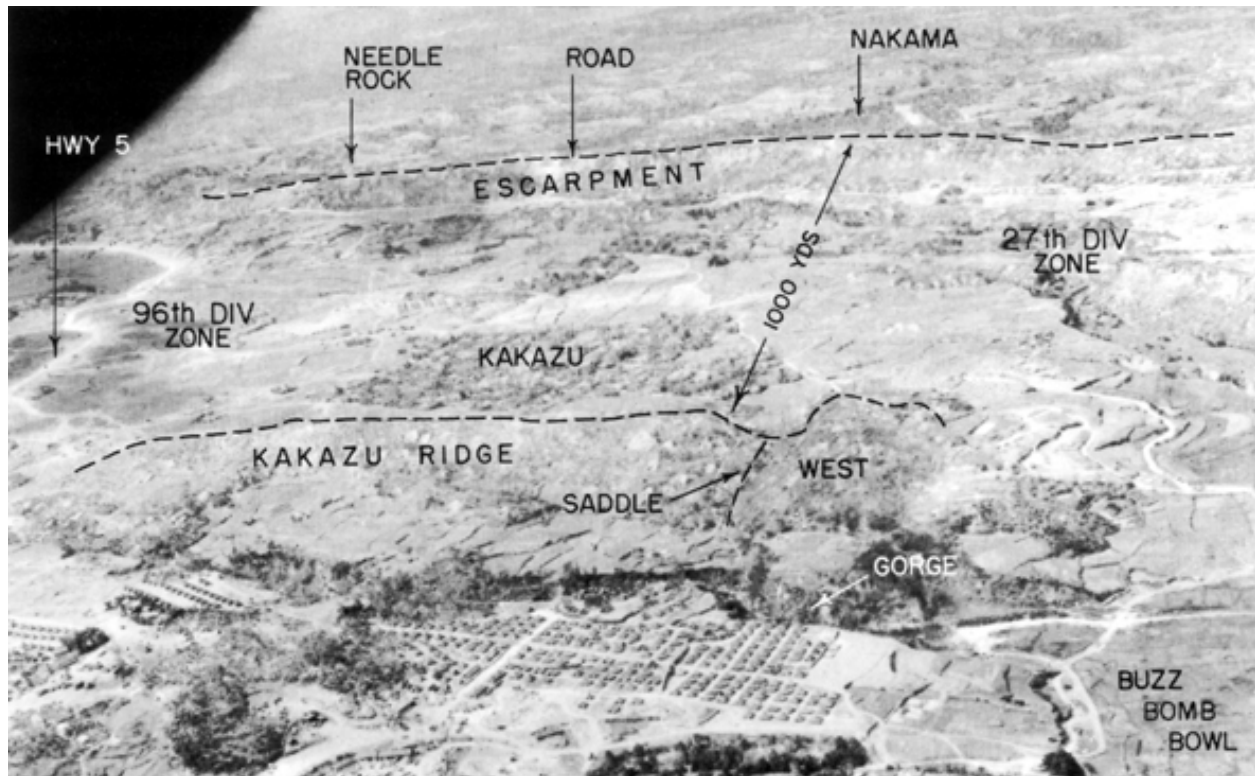 NEEDLE
ROCK
ROAD
NAKAMA
HWY 5
ESCARPMENT
1000 YDS
27th DIV
ZONE
96th DIV
ZONE
KAKAZU
KAKAZU RIDGE
WEST
SADDLE
GORGE
BUZZ
BOMB
BOWL